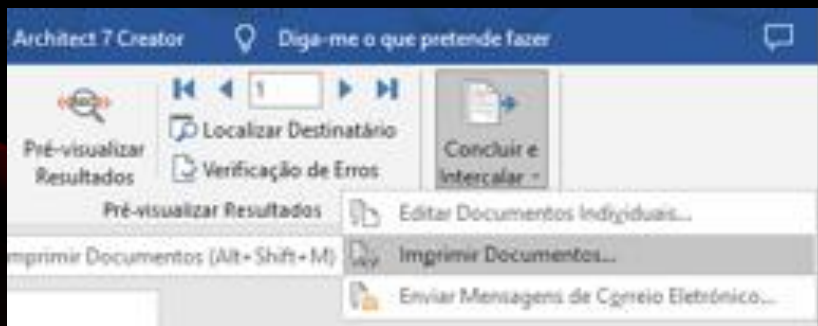 Architect 7 Creator Diga-me o que pretende fazer
1
Pré-visualizar
Resultados
Localizar Destinatário
Verificação de Erros
Concluir e
Intercalar
Pré-visualizar Resultados
Editar Documentos Individuais...
mprimir Documentos (Alt+Shift+M)
Imprimir Documentos...
Enviar Mensagens de Correio Eletrónico...